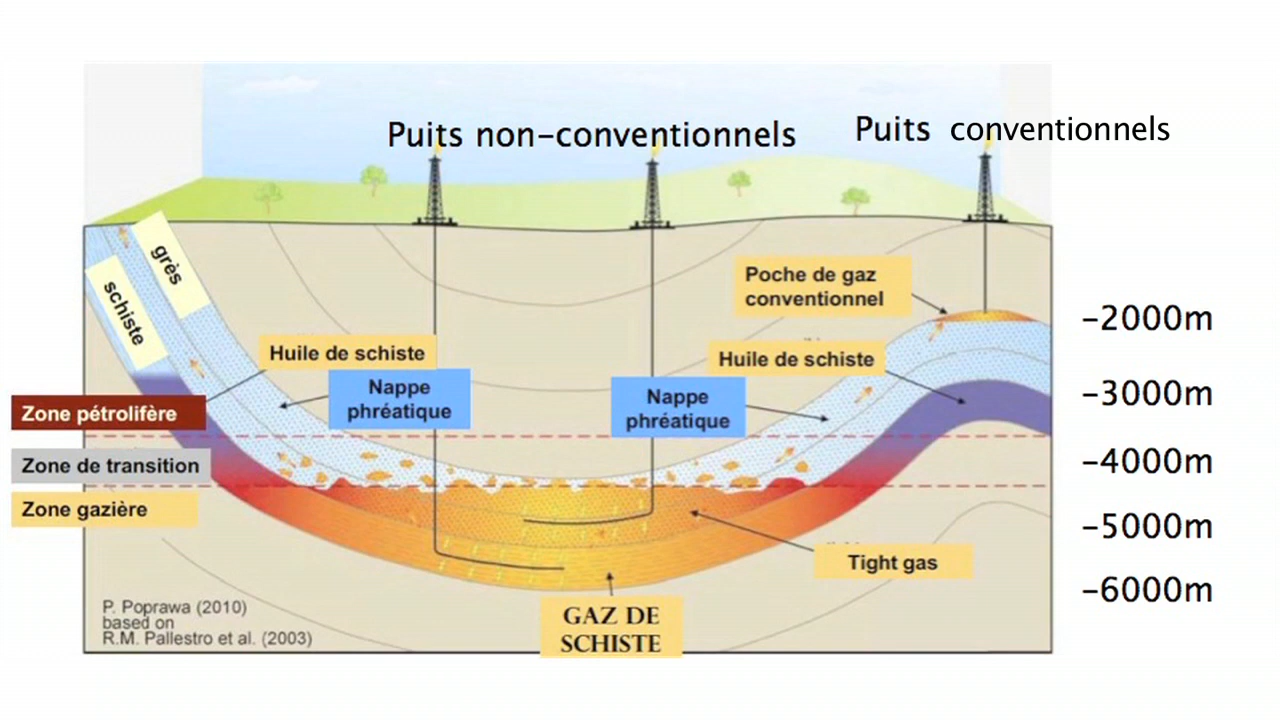 Puits non-conventionnels
Puits conventionnels
grès
schiste
Poche de gaz
conventionnel
-2000m
Huile de schiste
Huile de schiste
Nappe
phréatique
Nappe
phréatique
-3000m
Zone pétrolifère
Zone de transition
-4000m
Zone gazière
-5000m
Tight gas
-6000m
GAZ DE
SCHISTE
P. Poprawa (2010)
based on
R.M. Pallestro et al. (2003)